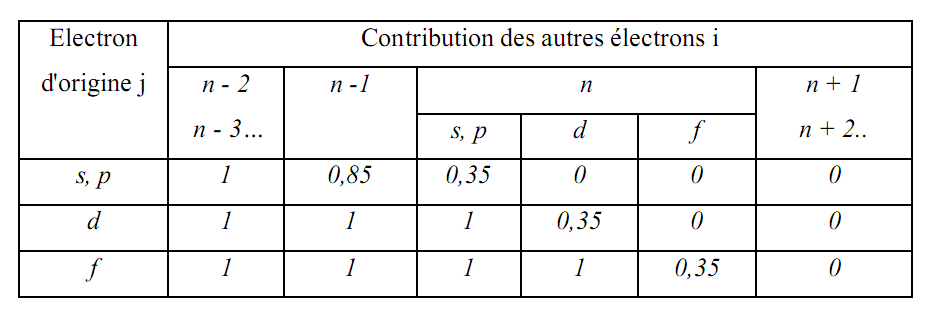 Electron Contribution des autres électrons i
d'origine j n - 2 n -1 n n + 1
n - 3... s, p d f n + 2..
s, p 1 0,85 0,35 0 0 0
d 1 1 1 0,35 0 0
f 1 1 1 1 0,35 0